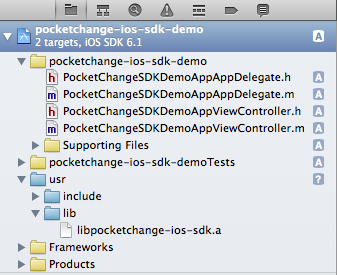 pocketchange-ios-sdk-demo
2 targets, iOS SDK 6.1
A
pocketchange-ios-sdk-demo
A
h PocketChangeSDKDemoAppAppDelegate.h
A
m PocketChangeSDKDemoAppAppDelegate.m
A
h PocketChangeSDKDemoAppViewController.h
A
m PocketChangeSDKDemoAppViewController.m
A
Supporting Files
A
pocketchange-ios-sdk-demoTests
A
usr
?
include
lib
libpocketchange-ios-sdk.a
Frameworks
Products